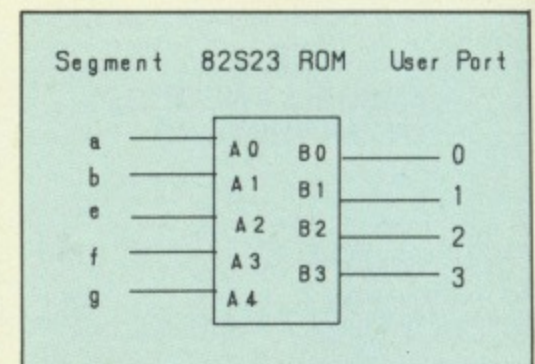 Segment 82S23 ROM User Port
a A0 B0 0
b A1 B1 1
e A2 B2 2
f A3 B3 3
g A4